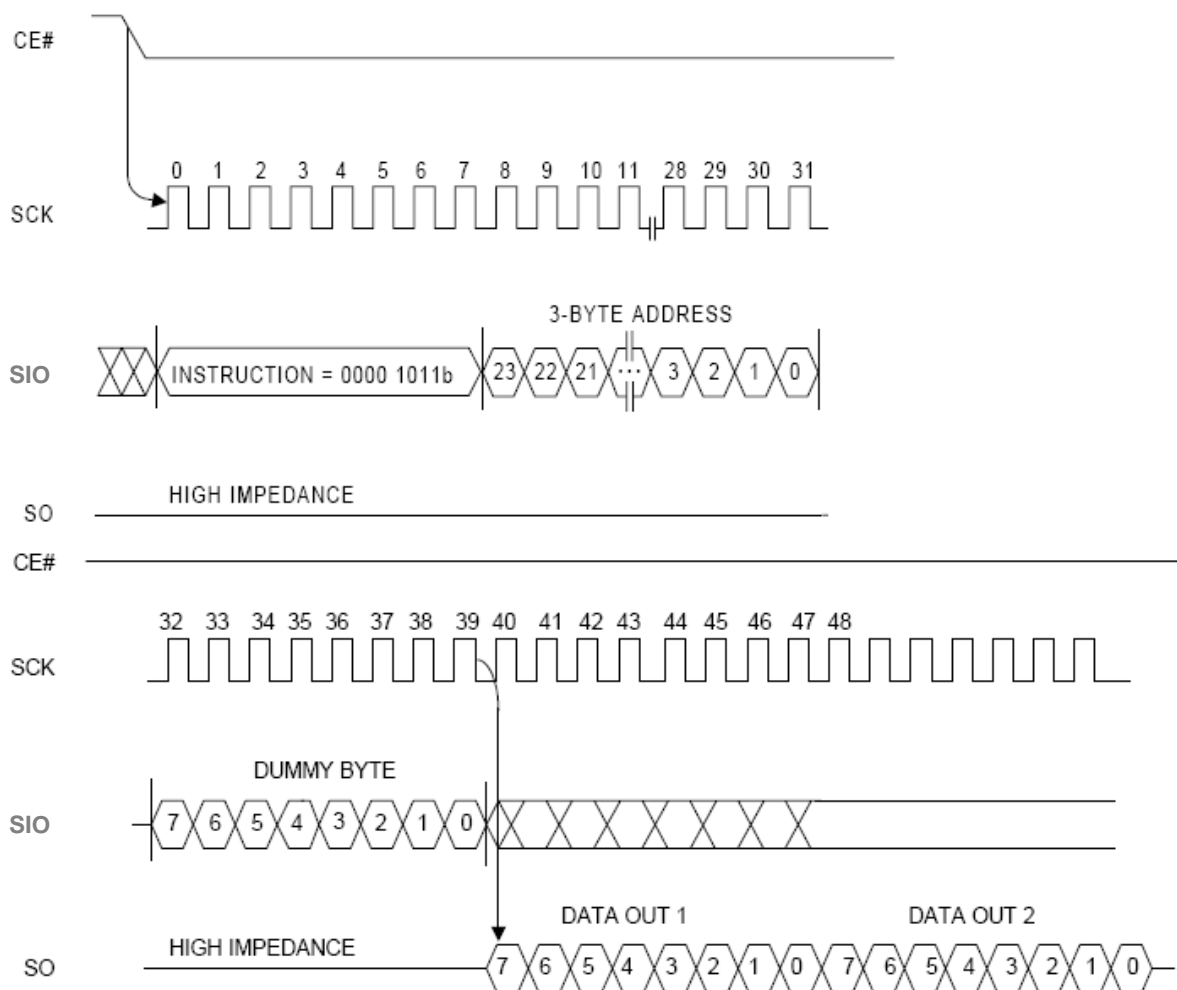 CE#
0 1 2 3 4 5 6 7 8 9 10 11 28 29 30 31
SCK
3-BYTE ADDRESS
SIO INSTRUCTION = 0000 1011b 23 22 21 ... 3 2 1 0
HIGH IMPEDANCE
SO
CE#
32 33 34 35 36 37 38 39 40 41 42 43 44 45 46 47 48
SCK
DUMMY BYTE
SIO 7 6 5 4 3 2 1 0
DATA OUT 1 DATA OUT 2
HIGH IMPEDANCE
SO 7 6 5 4 3 2 1 0 7 6 5 4 3 2 1 0